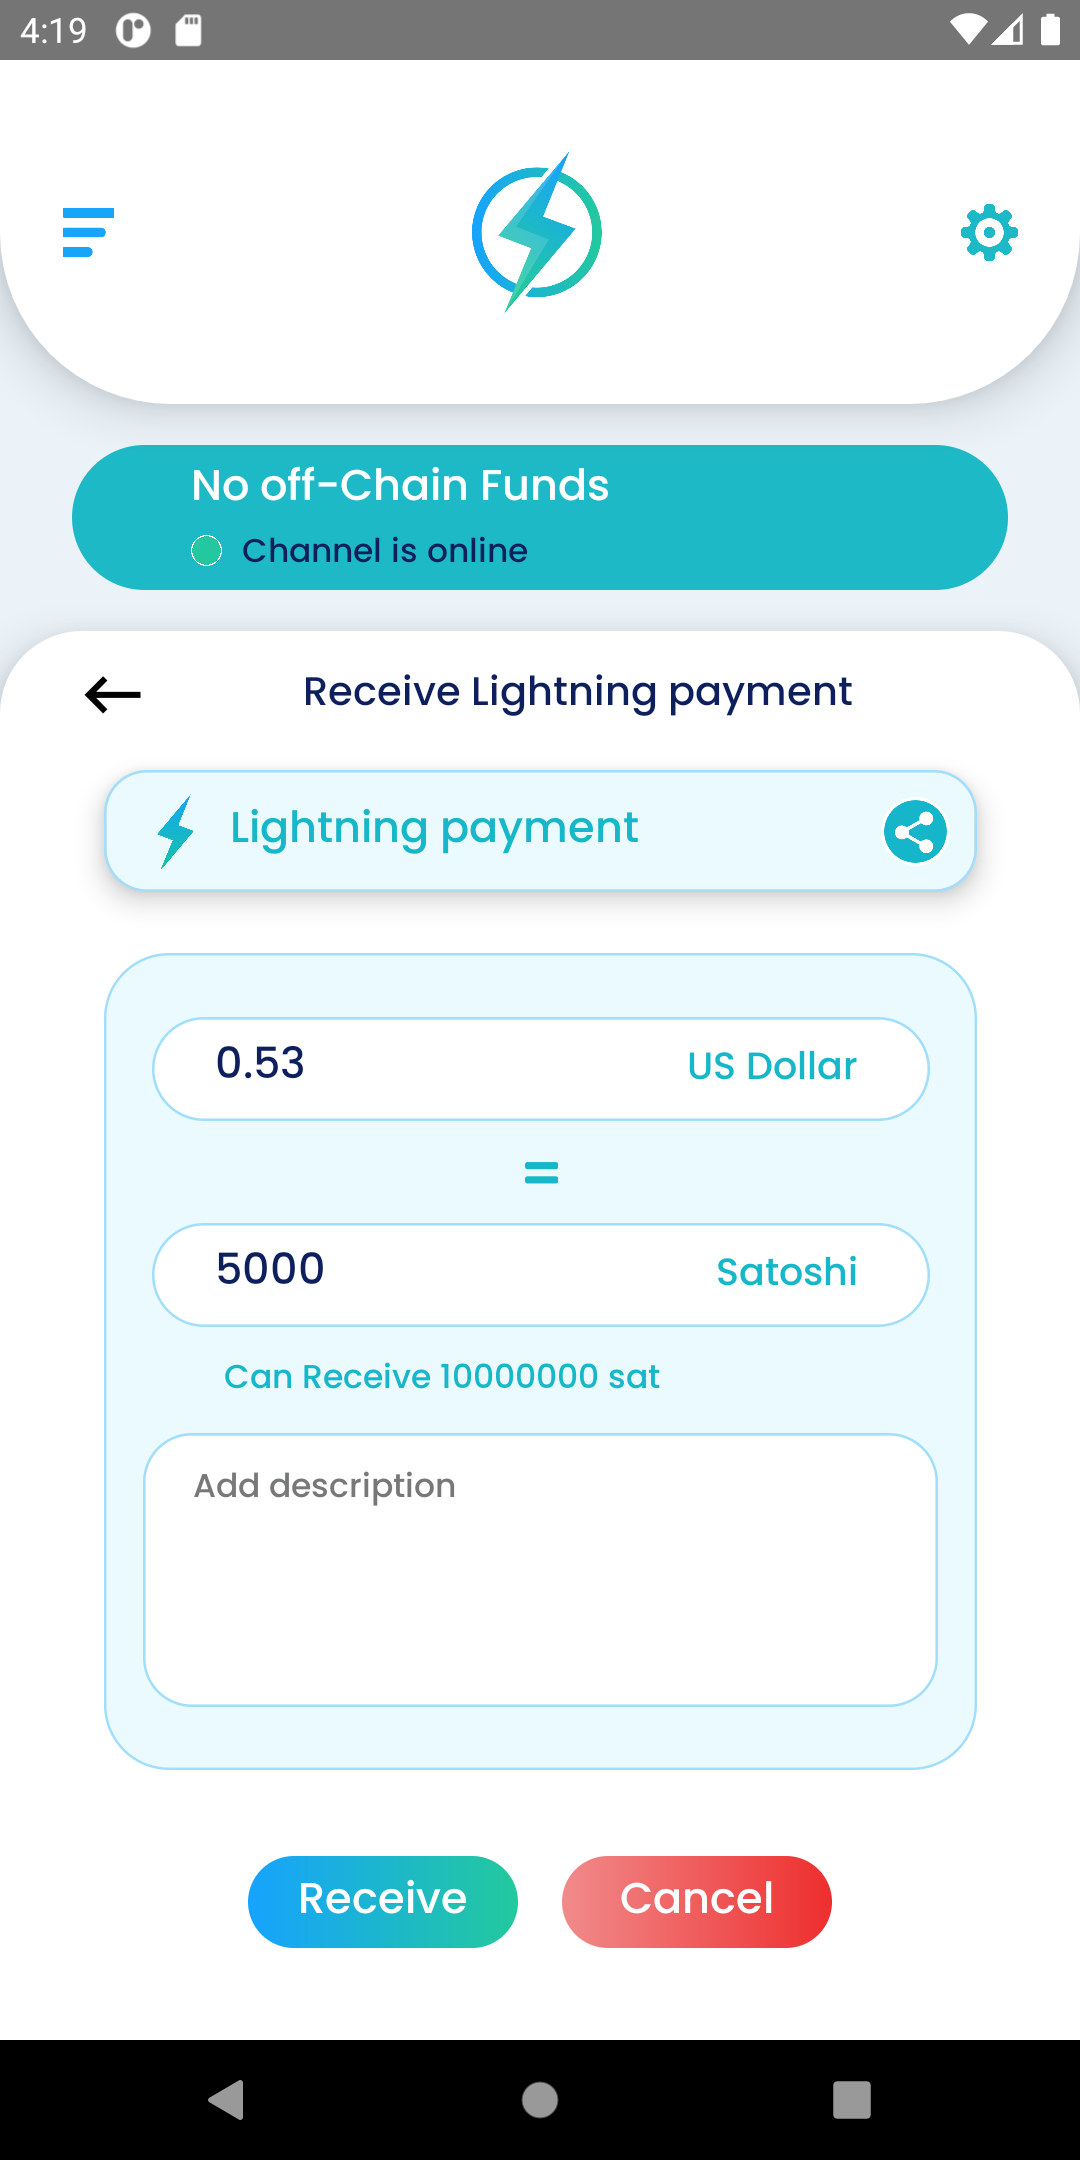 4:19
No off-Chain Funds
Channel is online
Receive Lightning payment
Lightning payment
0.53 US Dollar
=
5000 Satoshi
Can Receive 10000000 sat
Add description
Receive Cancel